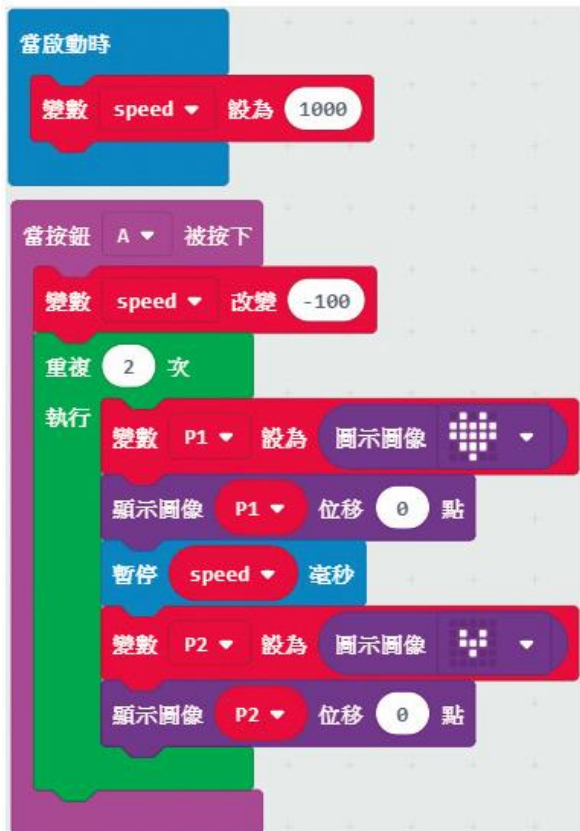 當啟動時
變數 speed 設為 1000
當按鈕 A 被按下
變數 speed 改變 -100
重複 2 次
執行
變數 P1 設為 圖示圖像
顯示圖像 P1 位移 0 點
暫停 speed 毫秒
變數 P2 設為 圖示圖像
顯示圖像 P2 位移 0 點